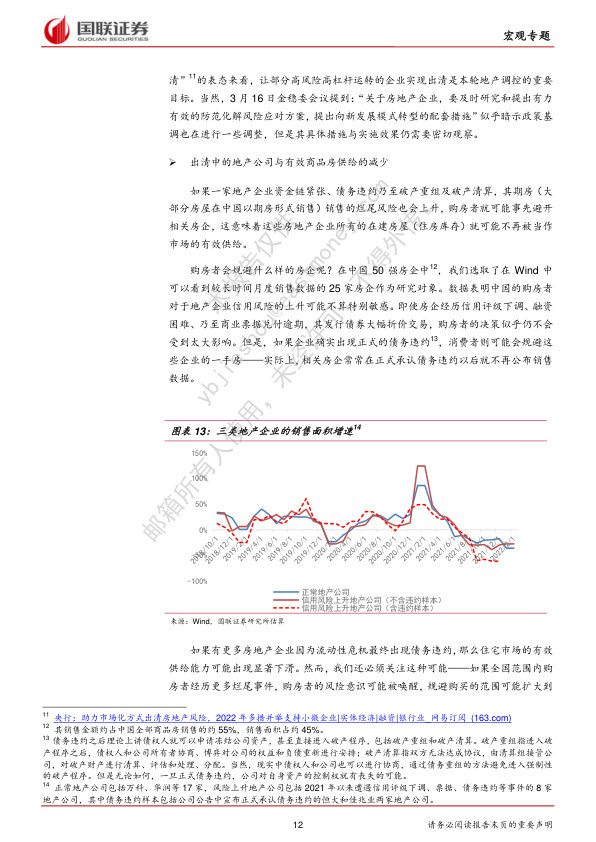 国联证券
GUOLIAN SECURITIES
宏观专题
清”11的表态来看，让部分高风险高杠杆运转的企业实现出清是本轮地产调控的重要
目标。当然，3 月 16 日金稳委会议提到：“关于房地产企业，要及时研究和提出有力
有效的防范化解风险应对方案，提出向新发展模式转型的配套措施”似乎暗示政策基
调也在进行一些调整，但是其具体措施与实施效果仍需要密切观察。
➢ 出清中的地产公司与有效商品房供给的减少
如果一家地产企业资金链紧张、债务违约乃至破产重组及破产清算，其期房（大
部分房屋在中国以期房形式销售）销售的烂尾风险也会上升，购房者就可能事先避开
相关房企，这意味着这些房地产企业所有的在建房屋（住房库存）就可能不再被当作
市场的有效供给。
购房者会规避什么样的房企呢？在中国 50 强房企中12，我们选取了在 Wind 中
可以看到较长时间月度销售数据的 25 家房企作为研究对象。数据表明中国的购房者
对于地产企业信用风险的上升可能不算特别敏感。即使房企经历信用评级下调、融资
困难、乃至商业票据兑付逾期，其发行债券大幅折价交易，购房者的决策似乎仍不会
受到太大影响。但是，如果企业确实出现正式的债务违约13，消费者则可能会规避这
些企业的一手房——实际上，相关房企常常在正式承认债务违约以后就不再公布销售
数据。
图表 13：三类地产企业的销售面积增速14
150%
100%
50%
0%
-100%
2018/10/1
2018/12/1
2019/2/1
2019/4/1
2019/6/1
2019/8/1
2019/10/1
2019/12/1
2020/2/1
2020/4/1
2020/6/1
2020/8/1
2020/10/1
2020/12/1
2021/2/1
2021/4/1
2021/6/1
2021/8/1
2021/10/1
2021/12/1
2022/2/1
正常地产公司
信用风险上升地产公司（不含违约样本）
信用风险上升地产公司（含违约样本）
来源：Wind，国联证券研究所估算
如果有更多房地产企业因为流动性危机最终出现债务违约，那么住宅市场的有效
供给能力可能出现显著下滑。然而，我们还必须关注这种可能——如果全国范围内购
房者经历更多烂尾事件，购房者的风险意识可能被唤醒，规避购买的范围可能扩大到
11 央行：助力市场化方式出清房地产风险，2022 年多措并举支持小微企业|实体经济|融资|银行业_网易订阅 (163.com)
12 其销售金额约占中国全部商品房销售的约 55%，销售面积占约 45%。
13 债务违约之后理论上讲债权人就可以申请冻结公司资产，甚至直接进入破产程序，包括破产重组和破产清算。破产重组指进入破
产程序之后，债权人和公司所有者协商、博弈对公司的权益和负债重新进行安排；破产清算指双方无法达成协议，由清算组接管公
司，对破产财产进行清算、评估和处理、分配。当然，现实中债权人和公司也可以进行协商，通过债务重组的方法避免进入强制性
的破产程序。但是无论如何，一旦正式债务违约，公司对自身资产的控制权就有丧失的可能。
14 正常地产公司包括万科、华润等 17 家，风险上升地产公司包括 2021 年以来遭遇信用评级下调、票据、债务违约等事件的 8 家
地产公司，其中债务违约样本包括公司公告中宣布正式承认债务违约的恒大和佳兆业两家地产公司。
12
请务必阅读报告末页的重要声明